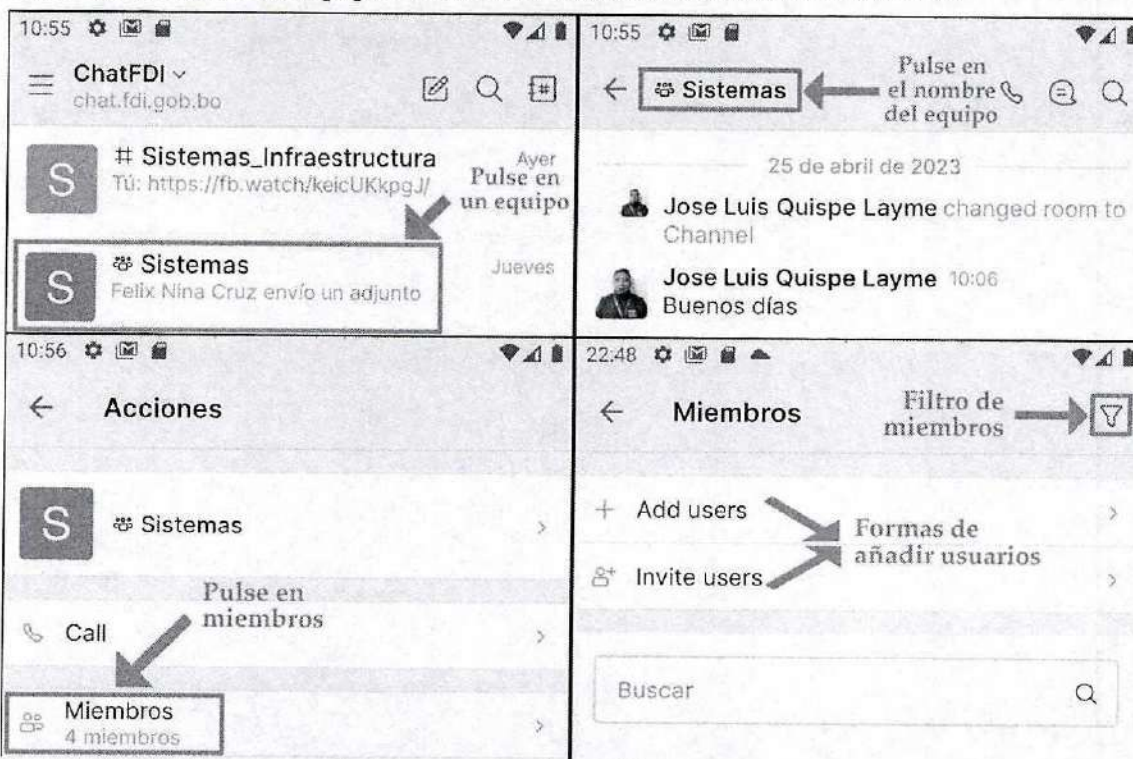 10:55
ChatFDI
chat.fdi.gob.bo
# Sistemas_Infraestructura
Ayer
Tú: https://fb.watch/keicUKkpgJ/
Pulse en
un equipo
Sistemas
Jueves
Felix Nina Cruz envío un adjunto
10:55
Sistemas
Pulse en
el nombre
del equipo
25 de abril de 2023
Jose Luis Quispe Layme changed room to
Channel
Jose Luis Quispe Layme 10:06
Buenos días
10:56
Acciones
S
Sistemas
Pulse en
miembros
Call
Miembros
4 miembros
22:48
Miembros
Filtro de
miembros
Add users
Formas de
añadir usuarios
Invite users
Buscar